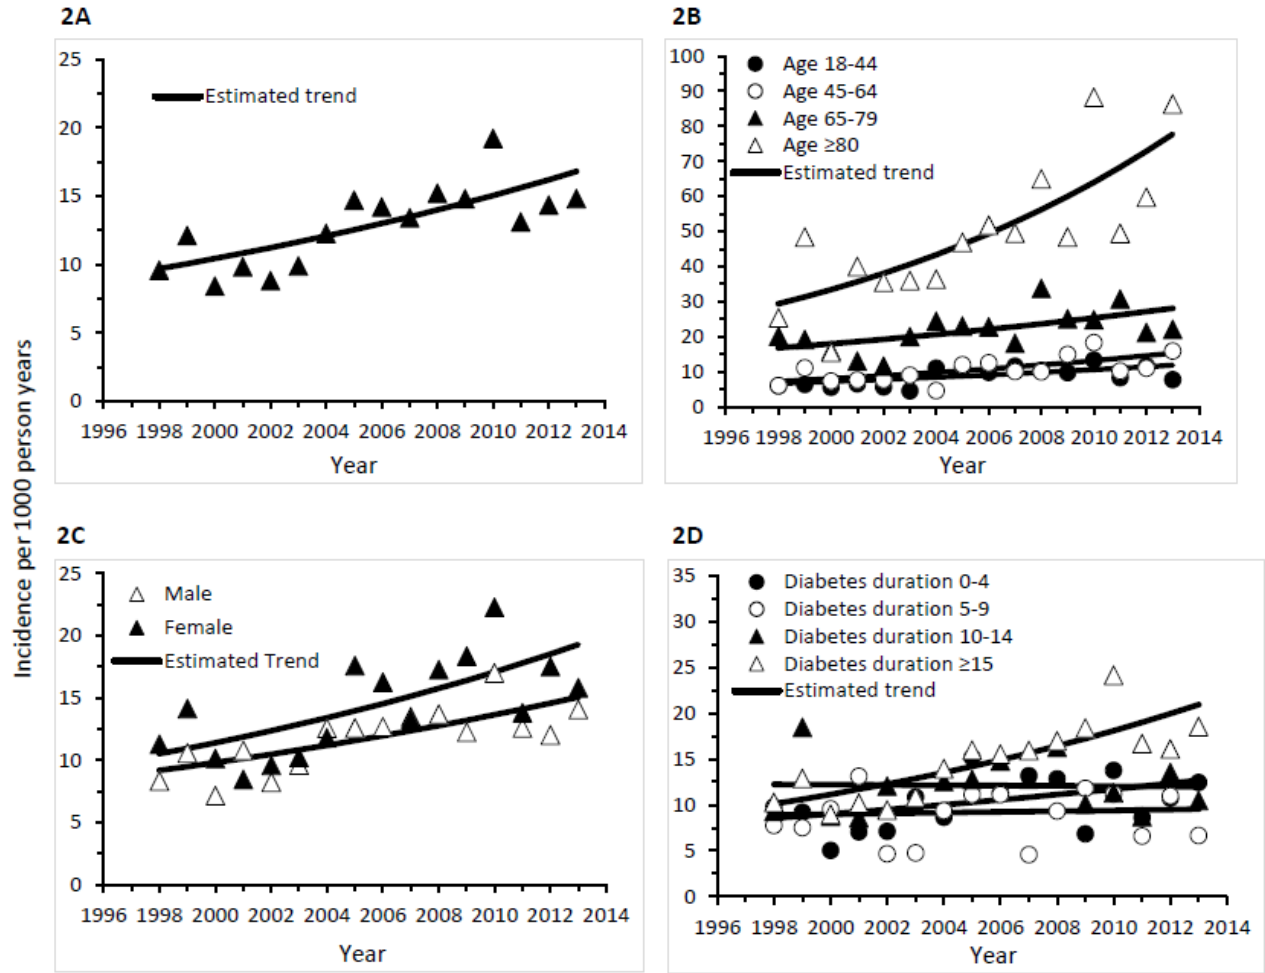 2A
Estimated trend
25
20
15
10
5
0
1996 1998 2000 2002 2004 2006 2008 2010 2012 2014
Year
2B
Age 18-44
Age 45-64
Age 65-79
Age ≥80
Estimated trend
100
90
80
70
60
50
40
30
20
10
0
1996 1998 2000 2002 2004 2006 2008 2010 2012 2014
Year
Incidence per 1000 person years
2C
Male
Female
Estimated Trend
25
20
15
10
5
0
1996 1998 2000 2002 2004 2006 2008 2010 2012 2014
Year
2D
Diabetes duration 0-4
Diabetes duration 5-9
Diabetes duration 10-14
Diabetes duration ≥15
Estimated trend
35
30
25
20
15
10
5
0
1996 1998 2000 2002 2004 2006 2008 2010 2012 2014
Year